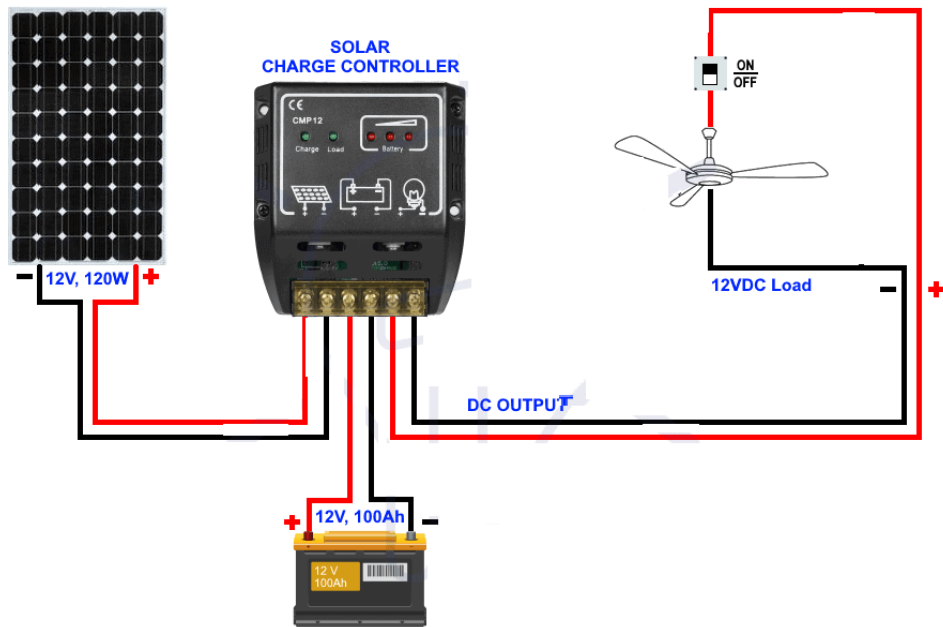 SOLAR
CHARGE CONTROLLER
CE
CMP12
Charge Load Battery
+ - + - + -
ON
OFF
- 12V, 120W +
12VDC Load
- +
DC OUTPUT
+ 12V, 100Ah -
12 V
100Ah